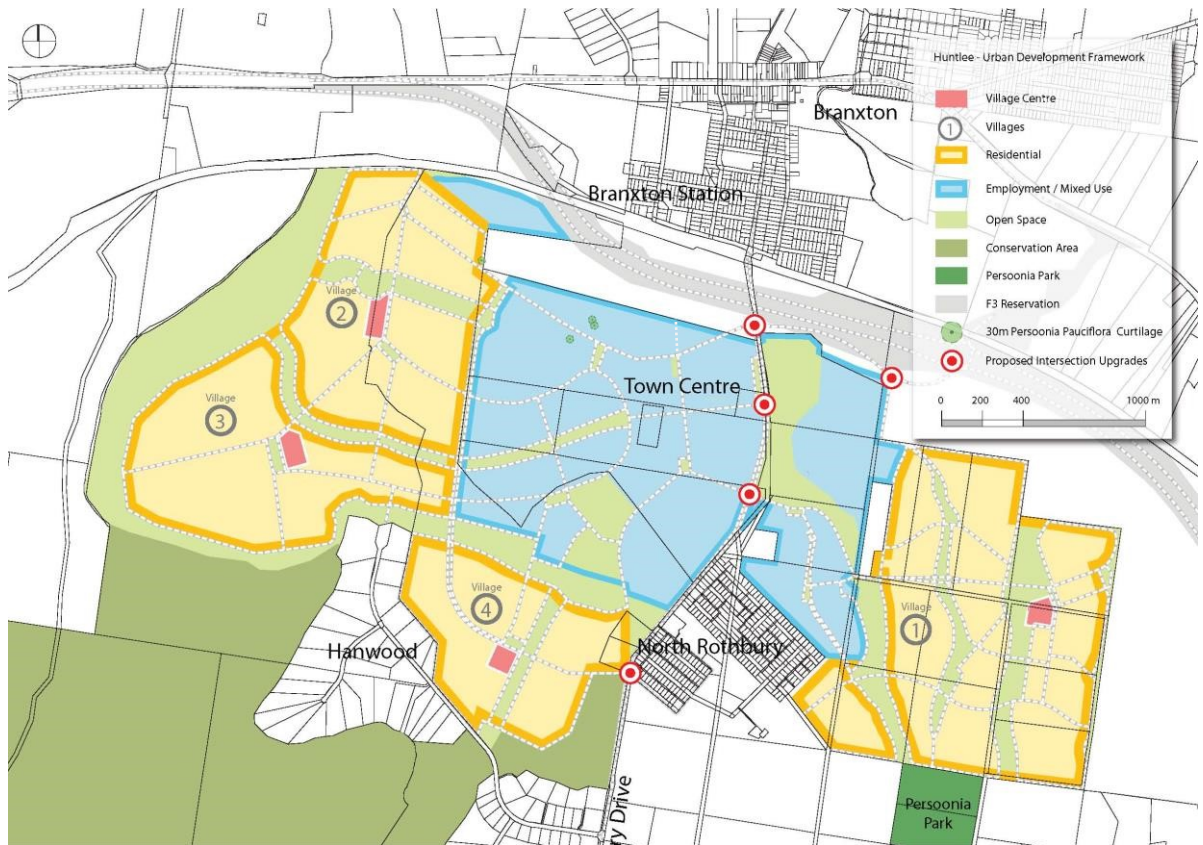 Huntlee - Urban Development Framework
Village Centre
1
Villages
Residential
Employment / Mixed Use
Open Space
Conservation Area
Persoonia Park
F3 Reservation
30m Persoonia Pauciflora Curtilage
Proposed Intersection Upgrades
0 200 400 1000 m
Branxton
Branxton Station
Village
2
Town Centre
Village
3
Village
4
Village
1
Hanwood
North Rothbury
Persoonia
Park
ry Drive